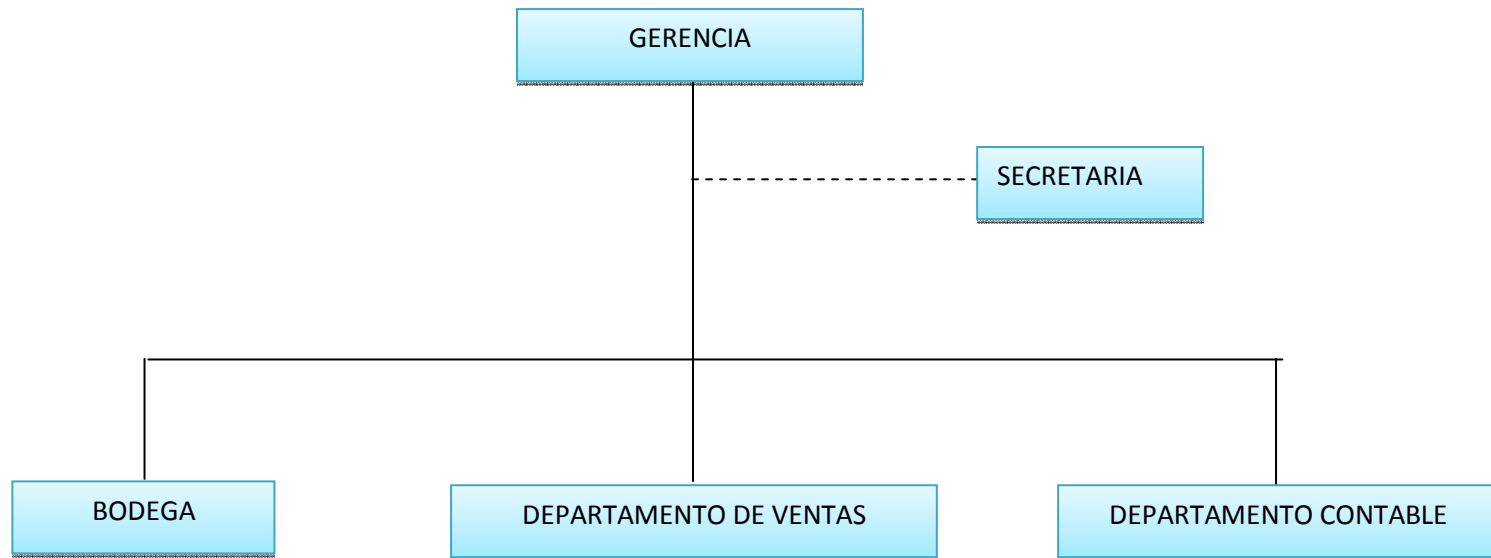 GERENCIA
SECRETARIA
BODEGA
DEPARTAMENTO DE VENTAS
DEPARTAMENTO CONTABLE